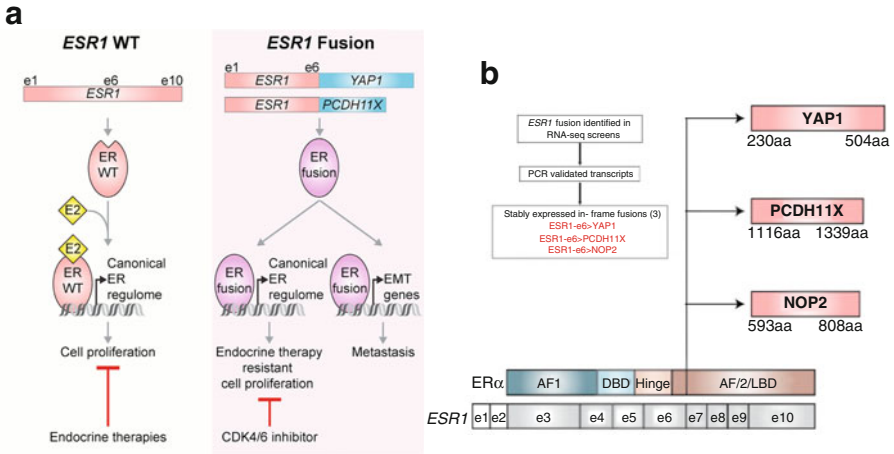 a
ESR1 WT
e1 e6 e10
ESR1
ER
WT
E2
E2
ER
WT
Canonical
ER
regulome
Cell proliferation
Endocrine therapies
ESR1 Fusion
e1 e6
ESR1 YAP1
ESR1 PCDH11X
ER
fusion
ER
fusion
Canonical
ER
regulome
ER
fusion
EMT
genes
Endocrine therapy
resistant
cell proliferation
Metastasis
CDK4/6 inhibitor
b
ESR1 fusion identified in
RNA-seq screens
PCR validated transcripts
Stably expressed in- frame fusions (3)
ESR1-e6>YAP1
ESR1-e6>PCDH11X
ESR1-e6>NOP2
YAP1
230aa 504aa
PCDH11X
1116aa 1339aa
NOP2
593aa 808aa
ERα AF1 DBD Hinge AF/2/LBD
ESR1 e1 e2 e3 e4 e5 e6 e7 e8 e9 e10